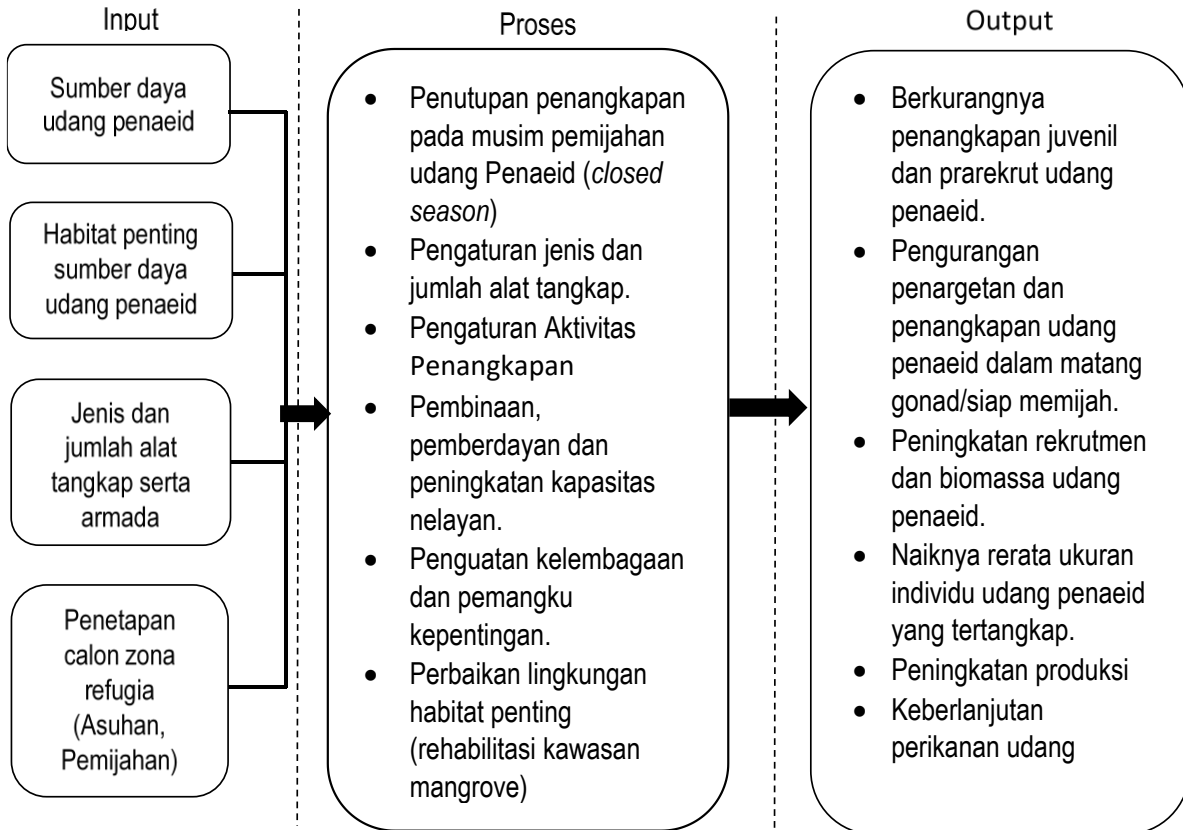 Input
Sumber daya
udang penaeid
Habitat penting
sumber daya
udang penaeid
Jenis dan
jumlah alat
tangkap serta
armada
Penetapan
calon zona
refugia
(Asuhan,
Pemijahan)
Proses
• Penutupan penangkapan
pada musim pemijahan
udang Penaeid (closed
season)
• Pengaturan jenis dan
jumlah alat tangkap.
• Pengaturan Aktivitas
Penangkapan
• Pembinaan,
pemberdayan dan
peningkatan kapasitas
nelayan.
• Penguatan kelembagaan
dan pemangku
kepentingan.
• Perbaikan lingkungan
habitat penting
(rehabilitasi kawasan
mangrove)
Output
• Berkurangnya
penangkapan juvenil
dan prarekrut udang
penaeid.
• Pengurangan
penargetan dan
penangkapan udang
penaeid dalam matang
gonad/siap memijah.
• Peningkatan rekrutmen
dan biomassa udang
penaeid.
• Naiknya rerata ukuran
individu udang penaeid
yang tertangkap.
• Peningkatan produksi
• Keberlanjutan
perikanan udang